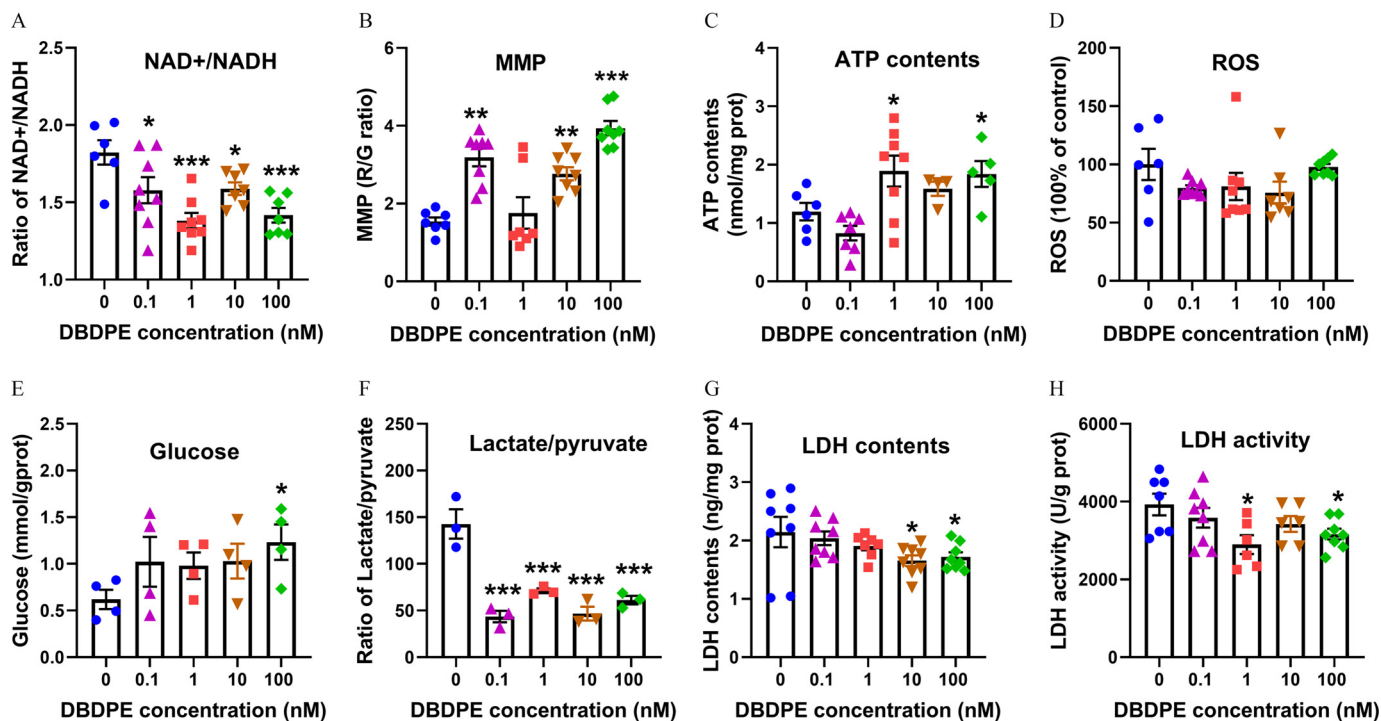 A
NAD+/NADH
Ratio of NAD+/NADH
2.5
2.0
1.5
1.0
*
***
*
***
0 0.1 1 10 100
DBDPE concentration (nM)
B
MMP
MMP (R/G ratio)
6
4
2
0
**
**
***
0 0.1 1 10 100
DBDPE concentration (nM)
C
ATP contents
ATP contents
(nmol/mg prot)
4
3
2
1
0
*
*
0 0.1 1 10 100
DBDPE concentration (nM)
D
ROS
ROS (100% of control)
200
150
100
50
0
0 0.1 1 10 100
DBDPE concentration (nM)
E
Glucose
Glucose (mmol/gprot)
2.5
2.0
1.5
1.0
0.5
0.0
*
0 0.1 1 10 100
DBDPE concentration (nM)
F
Lactate/pyruvate
Ratio of Lactate/pyruvate
250
200
150
100
50
0
***
***
***
***
0 0.1 1 10 100
DBDPE concentration (nM)
G
LDH contents
LDH contents (ng/mg prot)
4
3
2
1
0
*
*
0 0.1 1 10 100
DBDPE concentration (nM)
H
LDH activity
LDH activity (U/g prot)
6000
4000
2000
0
*
*
0 0.1 1 10 100
DBDPE concentration (nM)